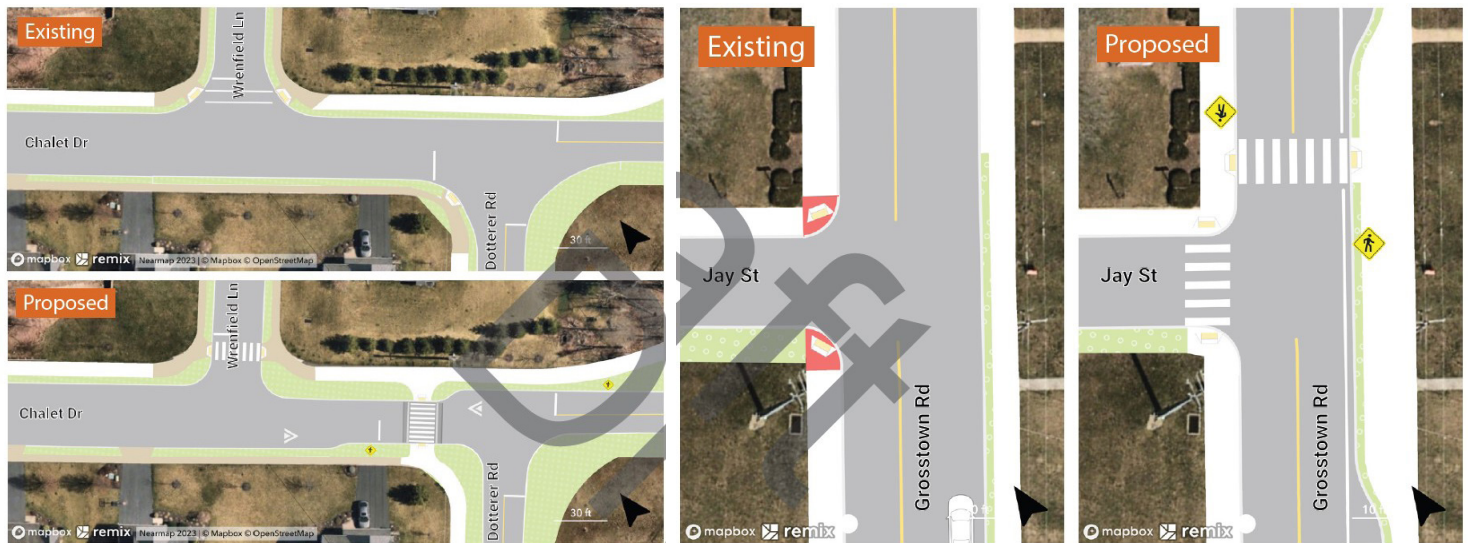 Existing
Wrenfield Ln
Chalet Dr
Dotterer Rd
30 ft
mapbox remix Nearmap 2023 | © Mapbox © OpenStreetMap
Proposed
Wrenfield Ln
Chalet Dr
Dotterer Rd
30 ft
mapbox remix Nearmap 2023 | © Mapbox © OpenStreetMap
Existing
Jay St
Grosstown Rd
mapbox remix
Proposed
Jay St
Grosstown Rd
mapbox remix
Draft